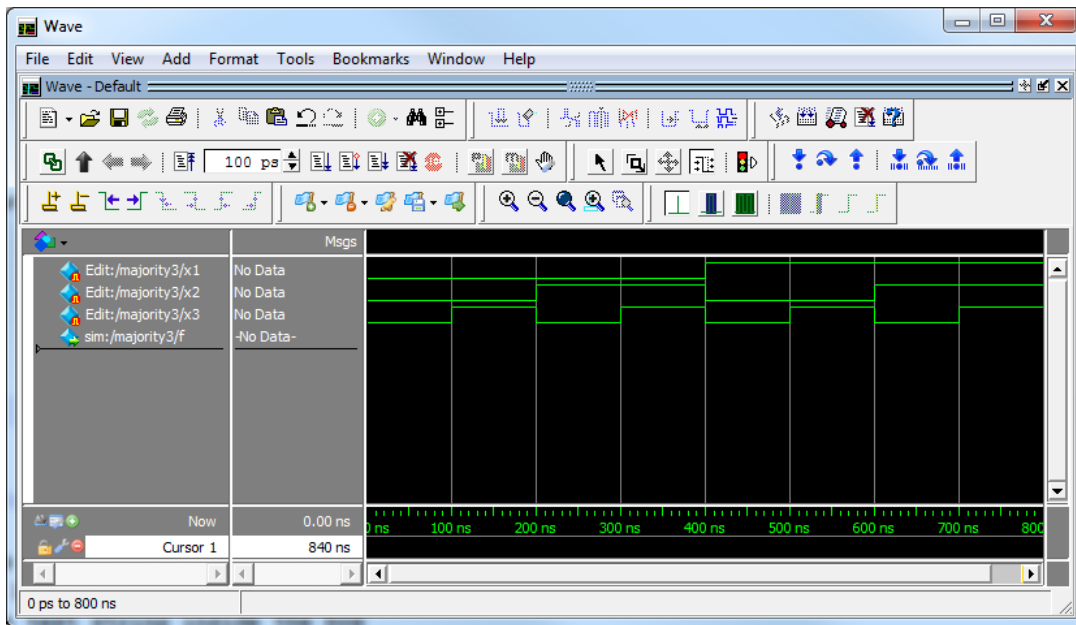 Wave
File Edit View Add Format Tools Bookmarks Window Help
Wave - Default
100 ps
Msgs
Edit:/majority3/x1 No Data
Edit:/majority3/x2 No Data
Edit:/majority3/x3 No Data
sim:/majority3/f -No Data-
Now 0.00 ns
0 ns 100 ns 200 ns 300 ns 400 ns 500 ns 600 ns 700 ns 800
Cursor 1 840 ns
0 ps to 800 ns